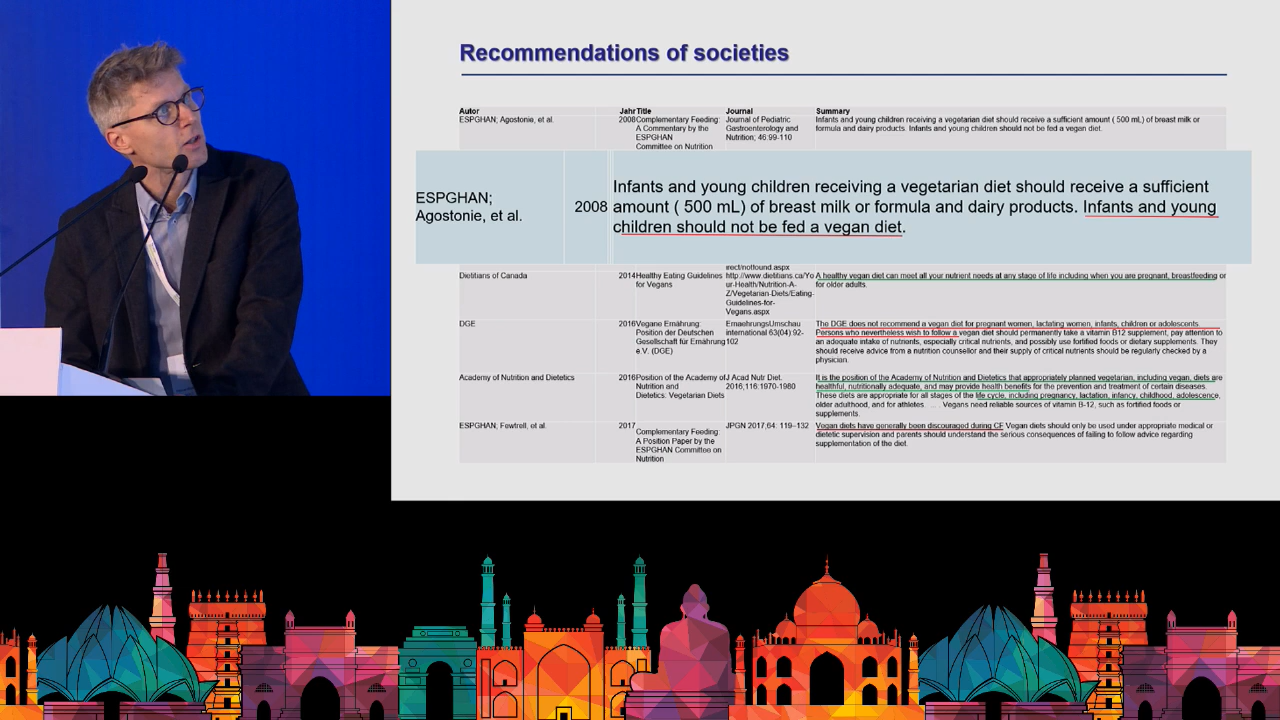 Recommendations of societies
Autor Jahr Title Journal Summary
ESPGHAN; Agostonie, et al. 2008 Complementary Feeding: Journal of Pediatric Infants and young children receiving a vegetarian diet should receive a sufficient amount ( 500 mL) of breast milk or
A Commentary by the Gastroenterology and formula and dairy products. Infants and young children should not be fed a vegan diet.
ESPGHAN Nutrition; 46:99-110
Committee on Nutrition
Infants and young children receiving a vegetarian diet should receive a sufficient
ESPGHAN; 2008 amount ( 500 mL) of breast milk or formula and dairy products. Infants and young
Agostonie, et al. children should not be fed a vegan diet.
irect/notfound.aspx
Dietitians of Canada 2014 Healthy Eating Guidelines http://www.dietitians.ca/Yo A healthy vegan diet can meet all your nutrient needs at any stage of life including when you are pregnant, breastfeeding or
for Vegans ur-Health/Nutrition-A- for older adults.
Z/Vegetarian-Diets/Eating-
Guidelines-for-
Vegans.aspx
DGE 2016 Vegane Ernährung: ErnaehrungsUmschau The DGE does not recommend a vegan diet for pregnant women, lactating women, infants, children or adolescents.
Position der Deutschen international 63(04):92- Persons who nevertheless wish to follow a vegan diet should permanently take a vitamin B12 supplement, pay attention to
Gesellschaft für Ernährung 102 an adequate intake of nutrients, especially critical nutrients, and possibly use fortified foods or dietary supplements. They
e.V. (DGE) should receive advice from a nutrition counsellor and their supply of critical nutrients should be regularly checked by a
physician.
Academy of Nutrition and Dietetics 2016 Position of the Academy of J Acad Nutr Diet. It is the position of the Academy of Nutrition and Dietetics that appropriately planned vegetarian, including vegan, diets are
Nutrition and 2016;116:1970-1980 healthful, nutritionally adequate, and may provide health benefits for the prevention and treatment of certain diseases.
Dietetics: Vegetarian Diets These diets are appropriate for all stages of the life cycle, including pregnancy, lactation, infancy, childhood, adolescence,
older adulthood, and for athletes. ... Vegans need reliable sources of vitamin B-12, such as fortified foods or
supplements.
ESPGHAN, Fewtrell, et al. 2017 JPGN 2017;64: 119–132 Vegan diets have generally been discouraged during CF Vegan diets should only be used under appropriate medical or
Complementary Feeding: dietetic supervision and parents should understand the serious consequences of failing to follow advice regarding
A Position Paper by the supplementation of the diet.
ESPGHAN Committee on
Nutrition